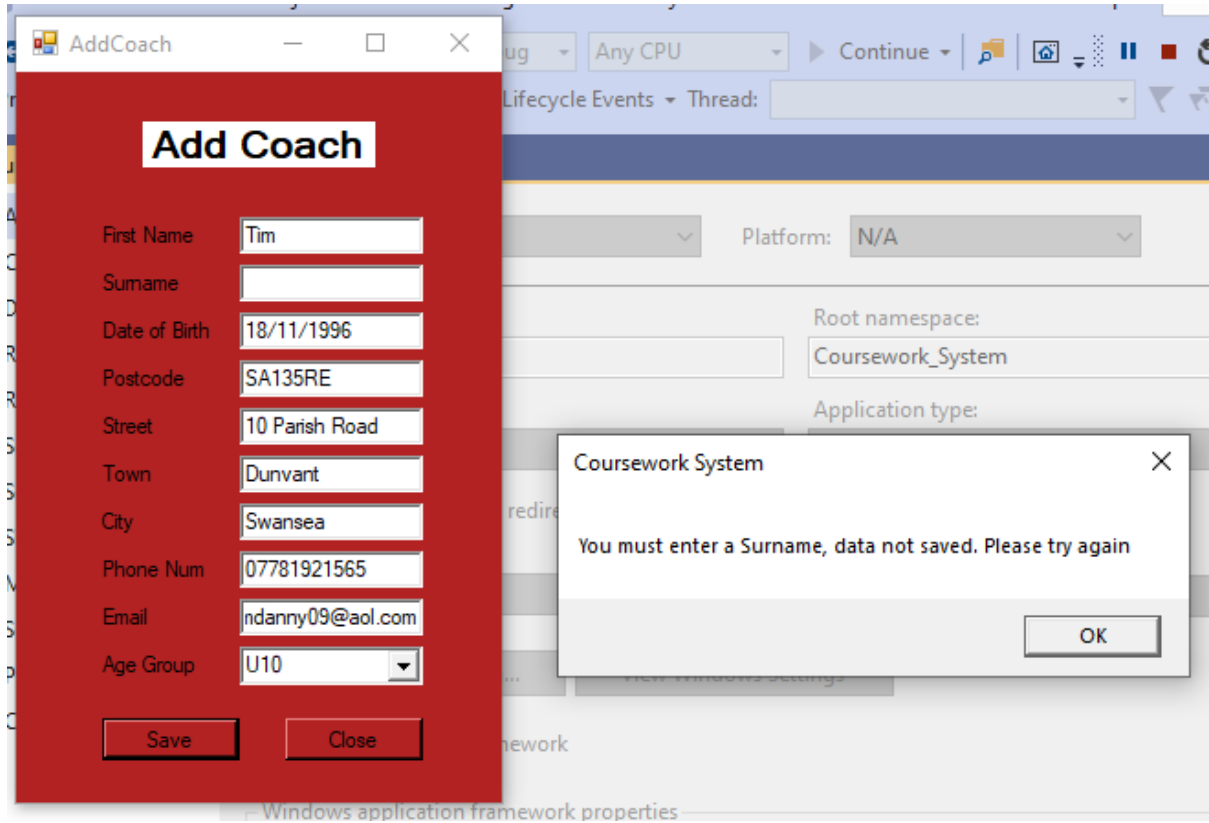 AddCoach
Any CPU
Continue
Lifecycle Events
Thread:
Add Coach
First Name Tim
Surname
Date of Birth 18/11/1996
Postcode SA135RE
Street 10 Parish Road
Town Dunvant
City Swansea
Phone Num 07781921565
Email ndanny09@aol.com
Age Group U10
Save Close
Platform: N/A
Root namespace:
Coursework_System
Application type:
Coursework System
You must enter a Surname, data not saved. Please try again
OK
View Windows Settings
Windows application framework properties